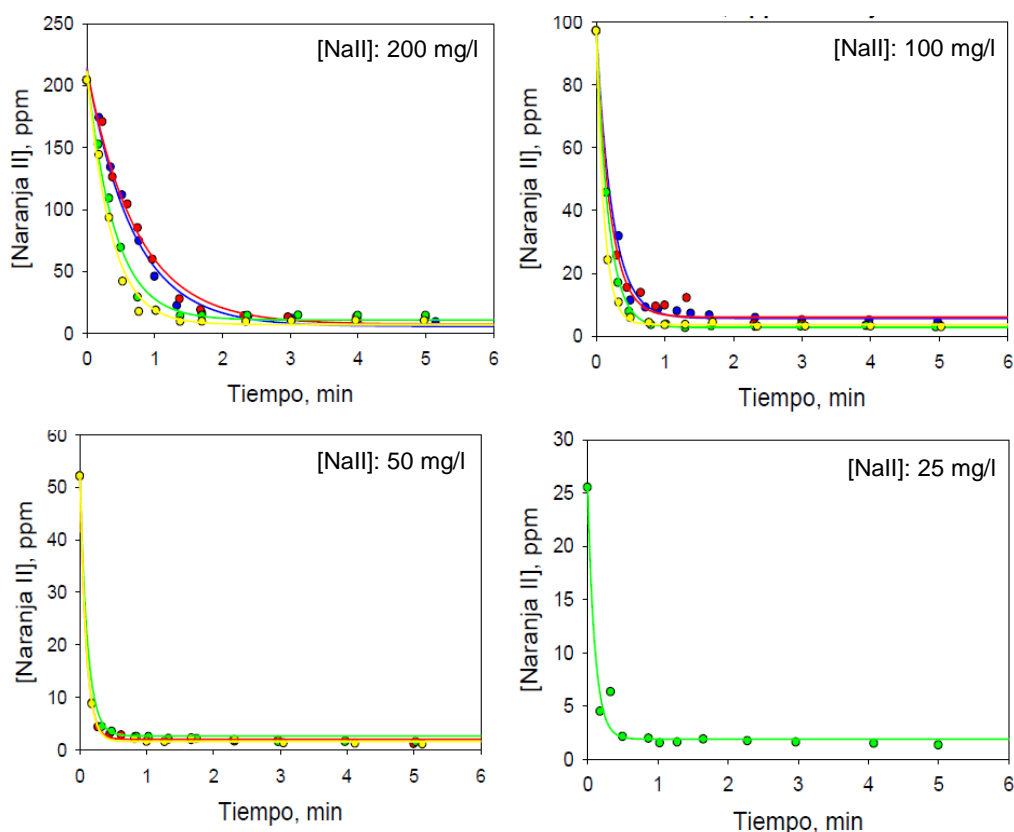 [NaII]: 200 mg/l
[Naranja II], ppm
250
200
150
100
50
0
0 1 2 3 4 5 6
Tiempo, min
[NaII]: 100 mg/l
[Naranja II], ppm
100
80
60
40
20
0
0 1 2 3 4 5 6
Tiempo, min
[NaII]: 50 mg/l
[Naranja II], ppm
60
50
40
30
20
10
0
0 1 2 3 4 5 6
Tiempo, min
[NaII]: 25 mg/l
[Naranja II], ppm
30
25
20
15
10
5
0
0 1 2 3 4 5 6
Tiempo, min